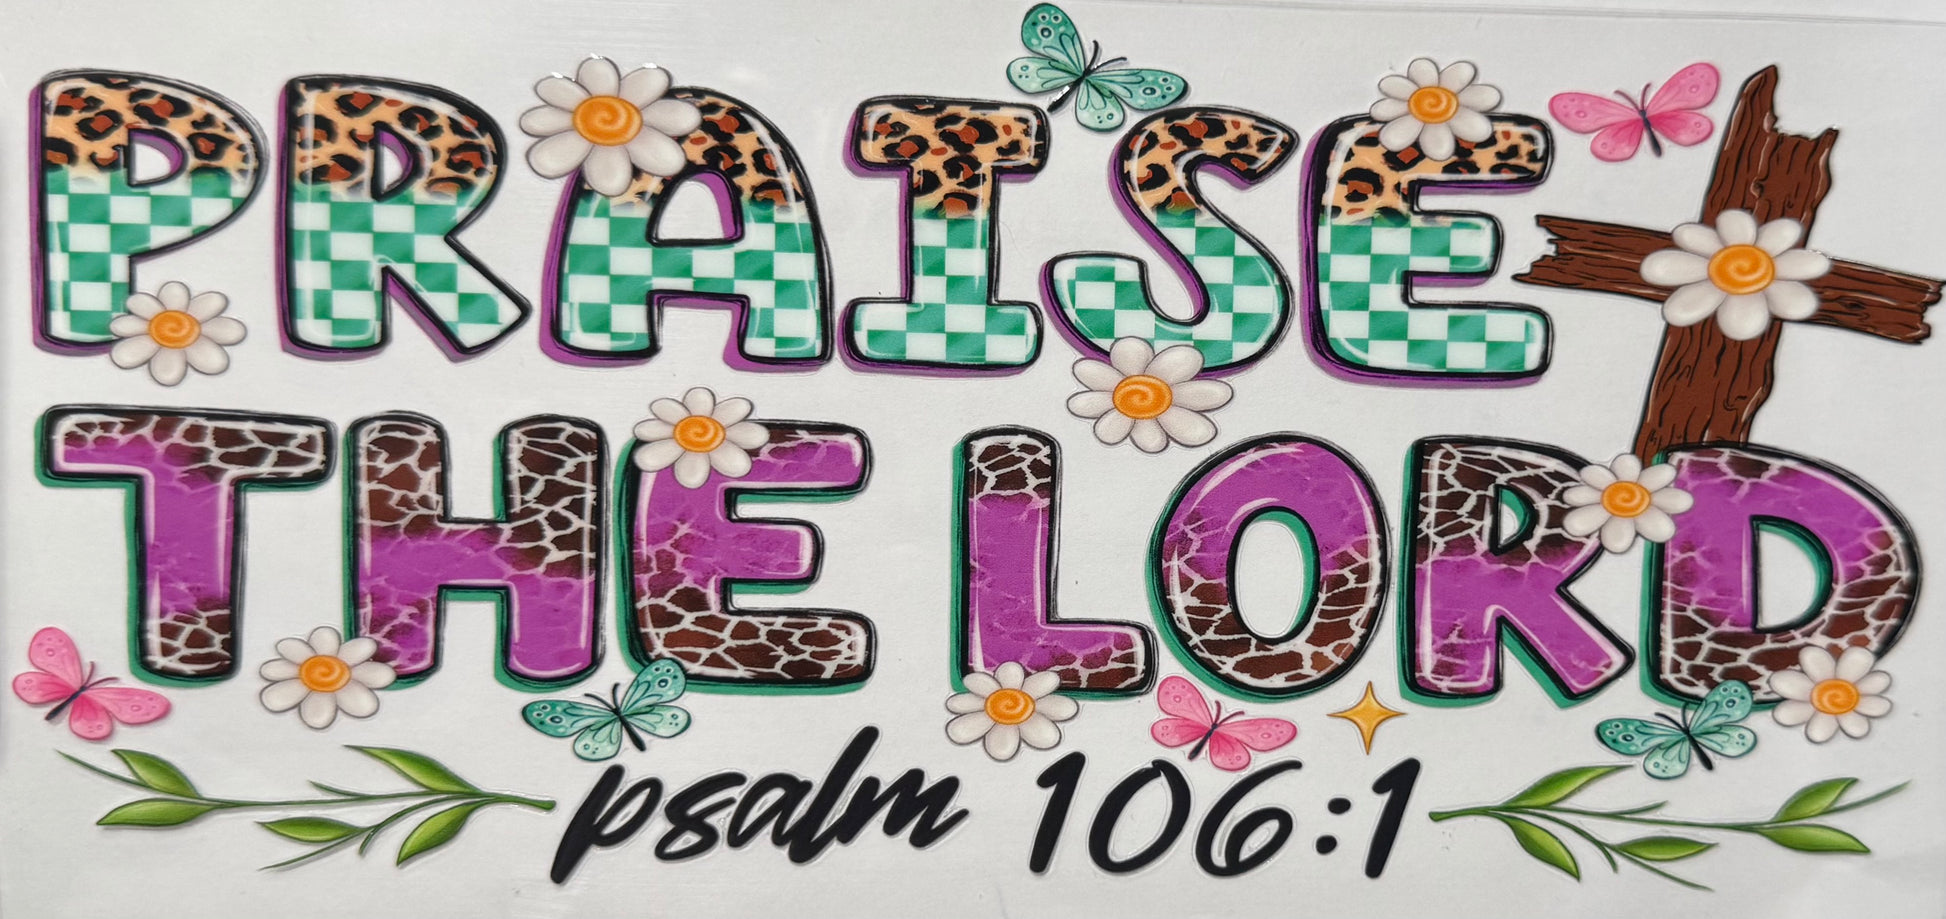 PRAISE
THE LORD
psalm 106:1